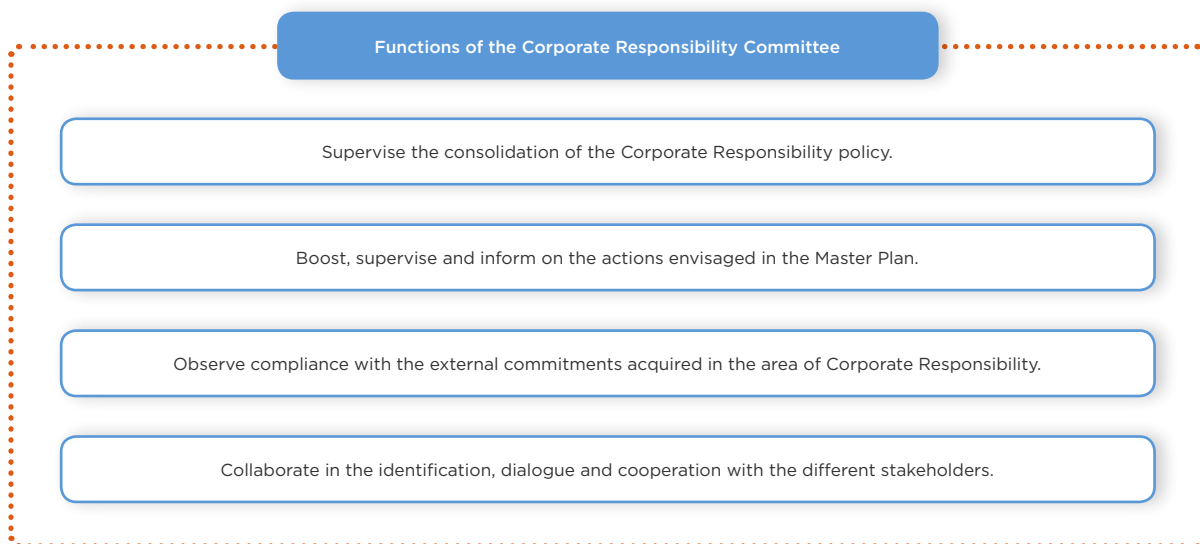 Functions of the Corporate Responsibility Committee
Supervise the consolidation of the Corporate Responsibility policy.
Boost, supervise and inform on the actions envisaged in the Master Plan.
Observe compliance with the external commitments acquired in the area of Corporate Responsibility.
Collaborate in the identification, dialogue and cooperation with the different stakeholders.